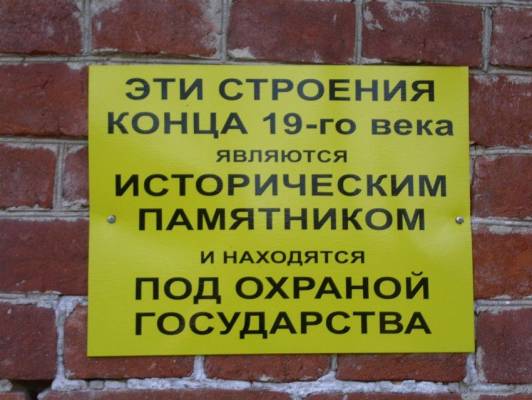 ЭТИ СТРОЕНИЯ
КОНЦА 19-го века
ЯВЛЯЮТСЯ
ИСТОРИЧЕСКИМ
ПАМЯТНИКОМ
И НАХОДЯТСЯ
ПОД ОХРАНОЙ
ГОСУДАРСТВА